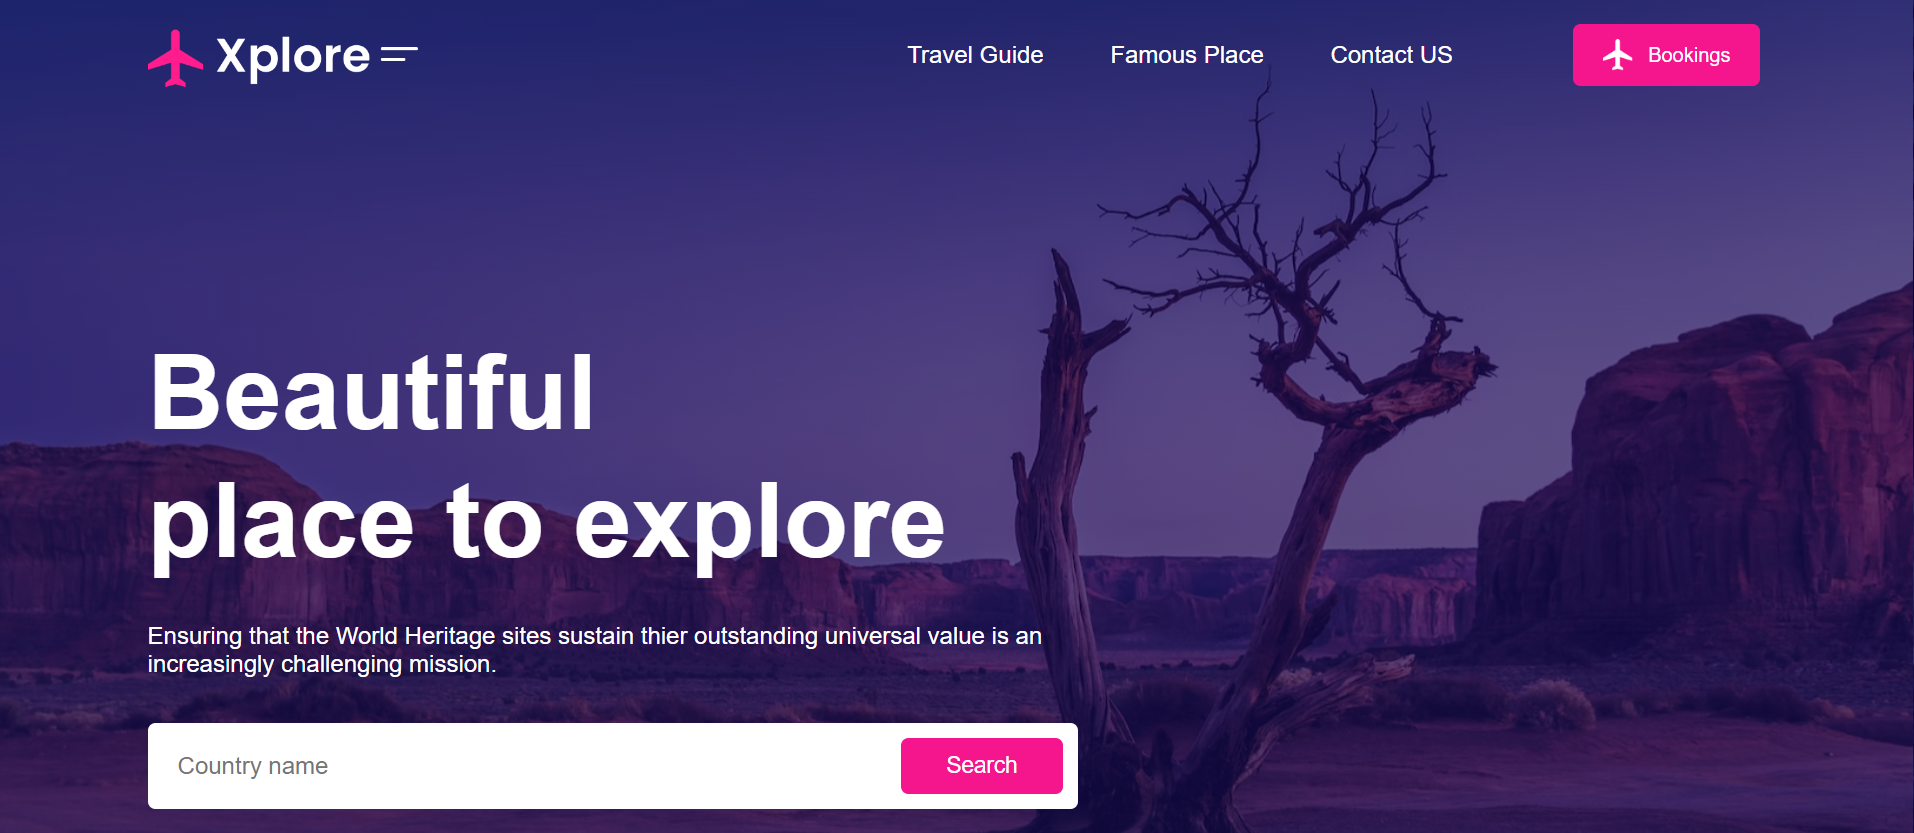 Xplore
Travel Guide
Famous Place
Contact US
Bookings
Beautiful
place to explore
Ensuring that the World Heritage sites sustain thier outstanding universal value is an
increasingly challenging mission.
Country name
Search